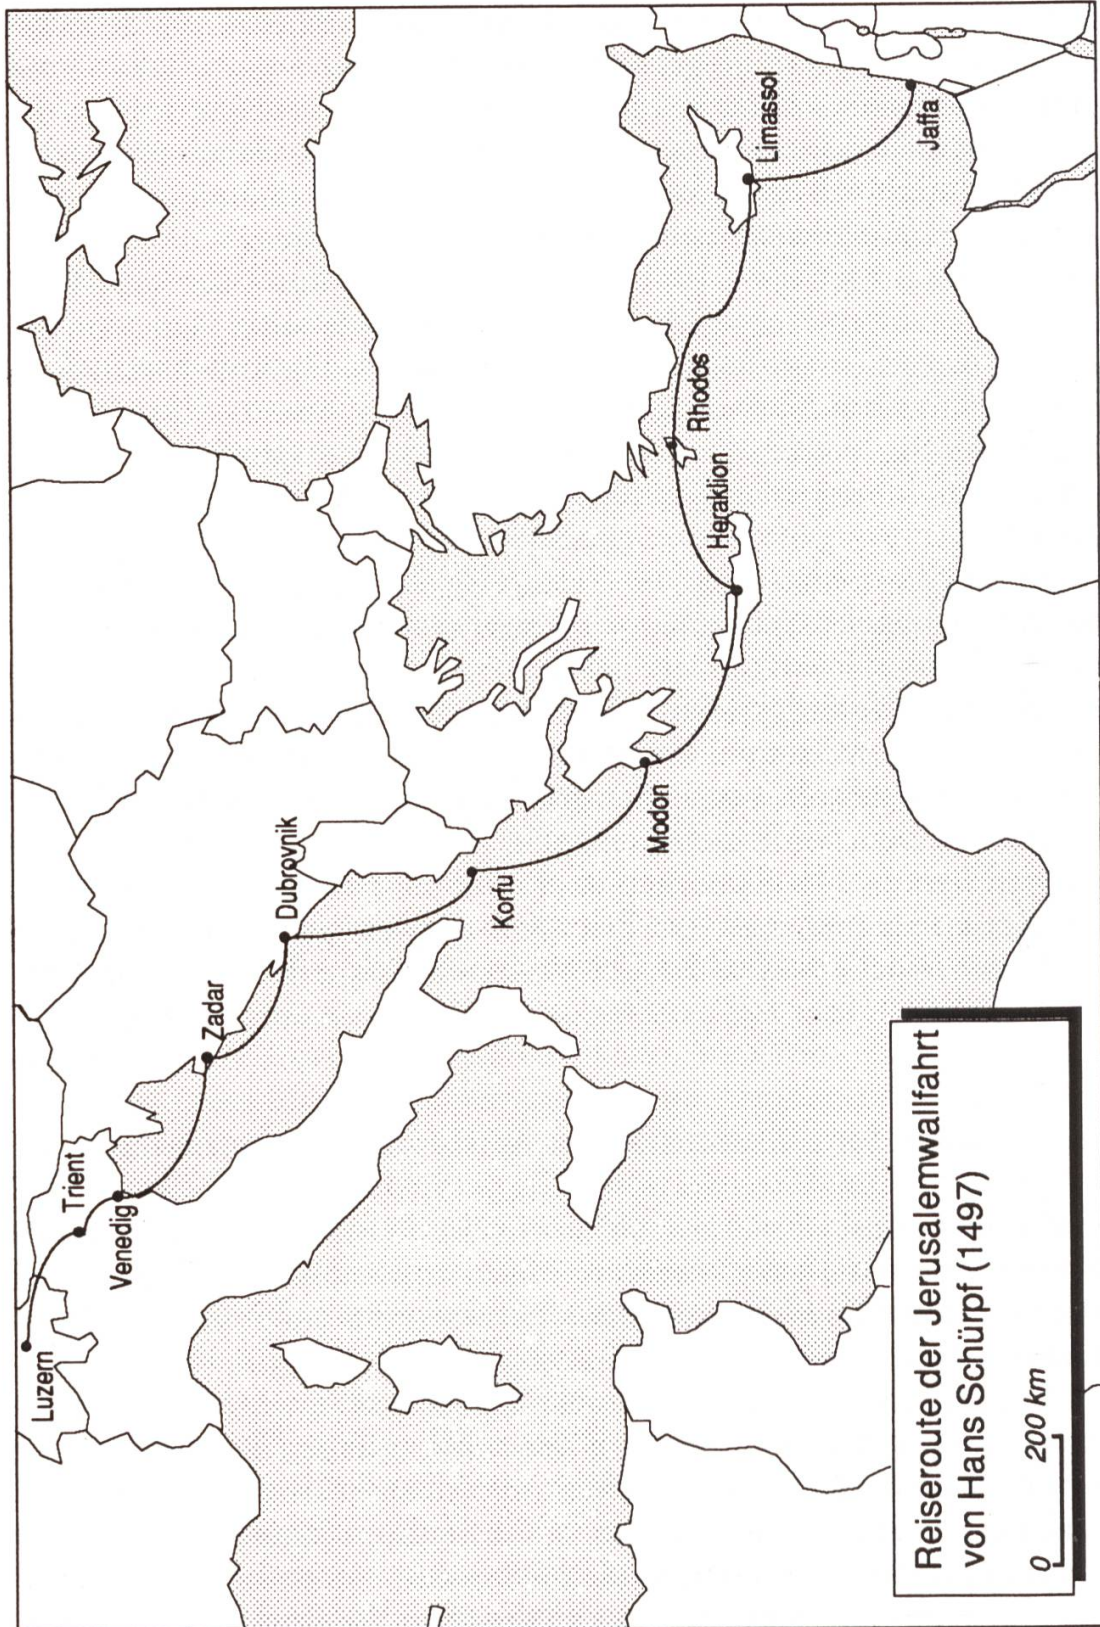 Luzern
Trient
Venedig
Zadar
Dubrovnik
Korfu
Modon
Heraklion
Rhodos
Limassol
Jaffa
Reiseroute der Jerusalemwallfahrt
von Hans Schürpf (1497)
0 200 km